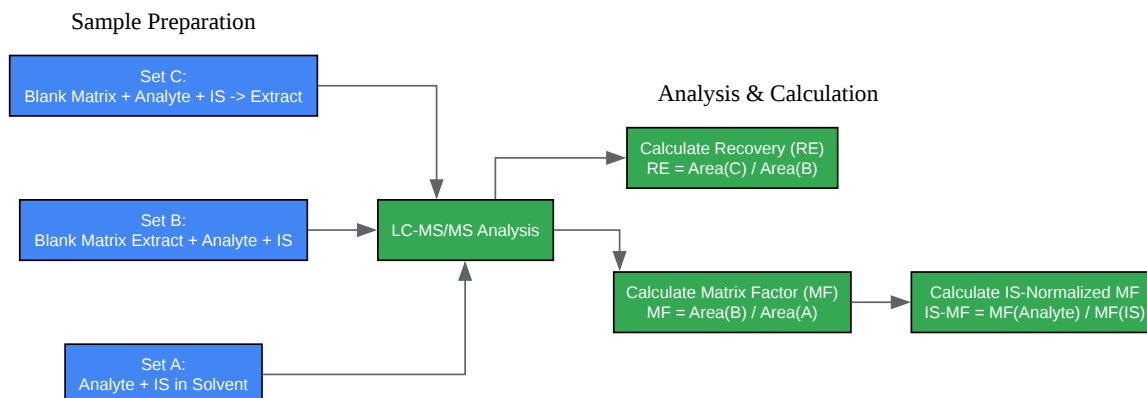 Sample Preparation
Set C:
Blank Matrix + Analyte + IS -> Extract
Analysis & Calculation
Calculate Recovery (RE)
RE = Area(C) / Area(B)
Set B:
Blank Matrix Extract + Analyte + IS
LC-MS/MS Analysis
Calculate Matrix Factor (MF)
MF = Area(B) / Area(A)
Calculate IS-Normalized MF
IS-MF = MF(Analyte) / MF(IS)
Set A:
Analyte + IS in Solvent